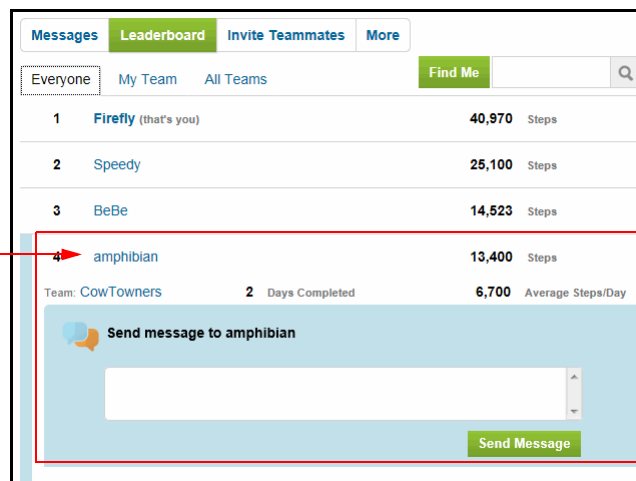 Messages Leaderboard Invite Teammates More
Everyone My Team All Teams Find Me
1 Firefly (that's you) 40,970 Steps
2 Speedy 25,100 Steps
3 BeBe 14,523 Steps
4 amphibian 13,400 Steps
Team: CowTowners 2 Days Completed 6,700 Average Steps/Day
Send message to amphibian
Send Message